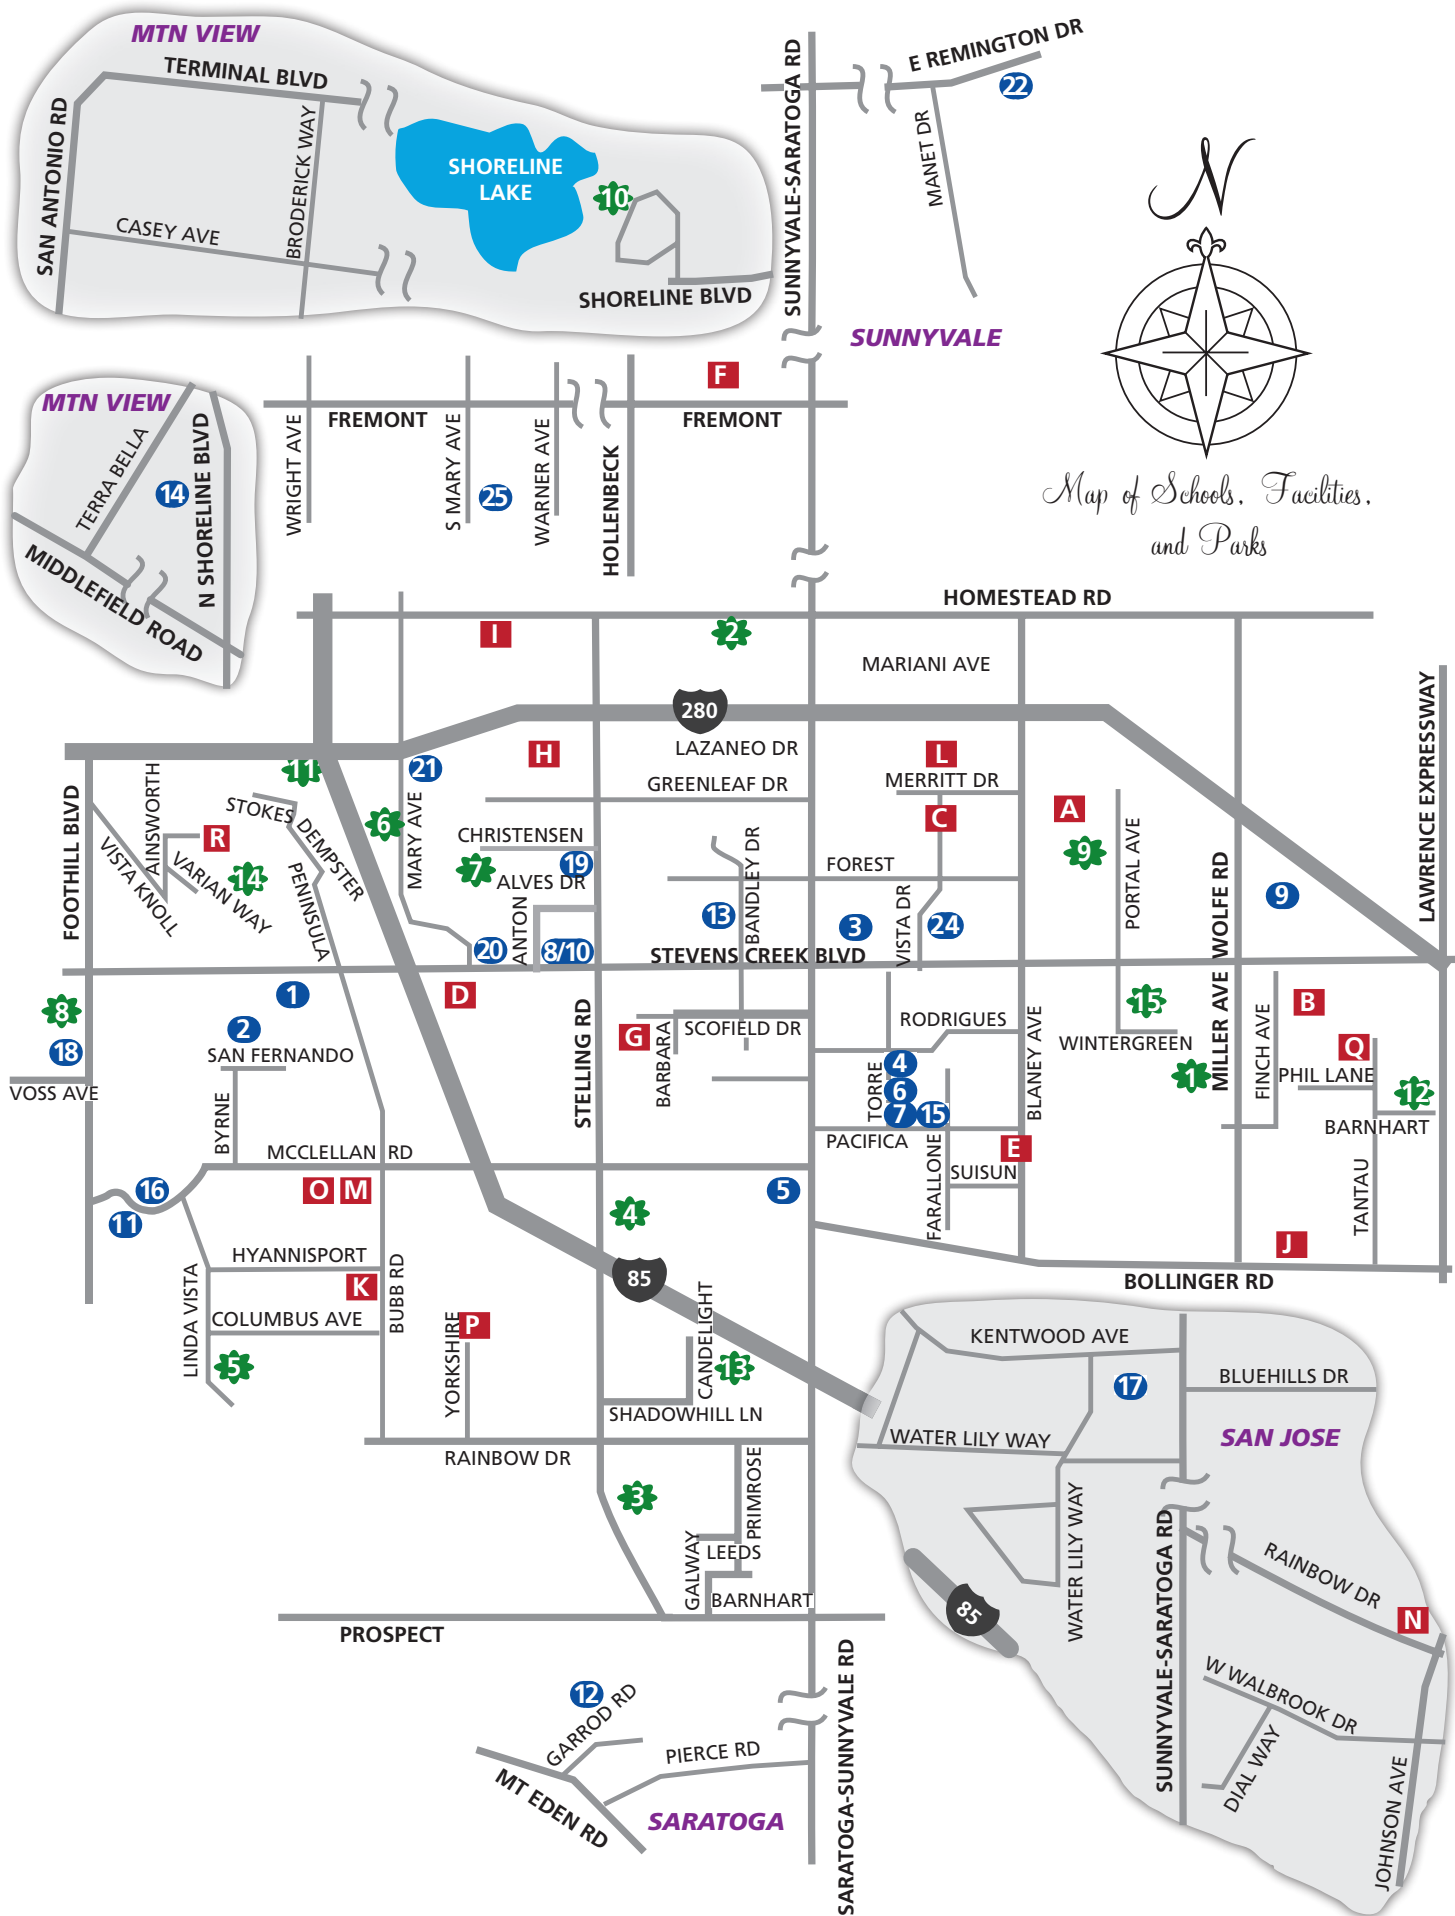 MTN VIEW
TERMINAL BLVD
SAN ANTONIO RD
BRODERICK WAY
CASEY AVE
SHORELINE
LAKE
10
SHORELINE BLVD
SUNNYVALE-SARATOGA RD
E REMINGTON DR
22
MANET DR
SUNNYVALE
N
Map of Schools, Facilities,
and Parks
MTN VIEW
TERRA BELLA
14
N SHORELINE BLVD
MIDDLEFIELD ROAD
F
FREMONT
FREMONT
WRIGHT AVE
S MARY AVE
25
WARNER AVE
HOLLENBECK
HOMESTEAD RD
I
2
MARIANI AVE
280
LAZANEO DR
H
L
21
11
GREENLEAF DR
MERRITT DR
FOOTHILL BLVD
AINSWORTH
STOKES
DEMPSTER
6
MARY AVE
CHRISTENSEN
19
7
ALVES DR
R
VISTA KNOLL
VARIAN WAY
14
PENINSULA
BANDLEY DR
FOREST
C
A
9
PORTAL AVE
WOLFE RD
9
LAWRENCE EXPRESSWAY
13
3
VISTA DR
24
20
ANTON
8/10
STEVENS CREEK BLVD
8
18
VOSS AVE
1
2
SAN FERNANDO
BYRNE
D
STELLING RD
G
BARBARA
SCOFIELD DR
RODRIGUES
BLANEY AVE
15
WINTERGREEN
1
MILLER AVE
FINCH AVE
B
Q
PHIL LANE
12
BARNHART
TANTAU
TORRE
4
6
7
15
PACIFICA
E
FARALLONE
SUISUN
MCCLELLAN RD
16
11
O
M
5
4
J
BOLLINGER RD
HYANNISPORT
K
LINDA VISTA
COLUMBUS AVE
5
BUBB RD
85
YORKSHIRE
P
CANDELIGHT
13
SHADOWHILL LN
RAINBOW DR
3
PRIMROSE
GALWAY
LEEDS
BARNHART
PROSPECT
KENTWOOD AVE
17
BLUEHILLS DR
WATER LILY WAY
SAN JOSE
WATER LILY WAY
SUNNYVALE-SARATOGA RD
RAINBOW DR
85
N
W WALBROOK DR
DIAL WAY
JOHNSON AVE
12
GARROD RD
PIERCE RD
MT EDEN RD
SARATOGA
SARATOGA-SUNNYVALE RD